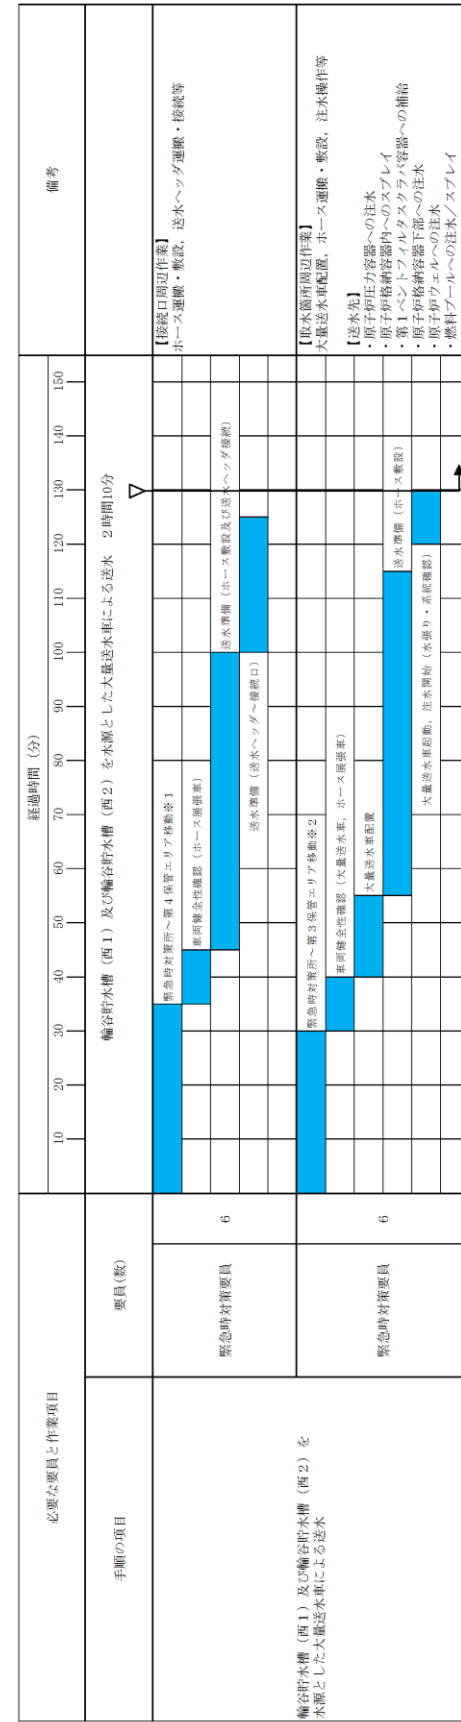 必要な要員と作業項目
経過時間（分）
備考
10 20 30 40 50 60 70 80 90 100 110 120 130 140 150
手順の項目
要員(数)
輪谷貯水槽（西１）及び輪谷貯水槽（西２）を水源とした大量送水車による送水　２時間10分
▽
輪谷貯水槽（西１）及び輪谷貯水槽（西２）を
水源とした大量送水車による送水
緊急時対策要員
6
緊急時対策所～第４保管エリア移動※１
車両健全性確認（ホース展張車）
送水準備（ホース敷設及び送水ヘッダ接続）
送水準備（送水ヘッダ～接続口）
【接続口周辺作業】
ホース運搬・敷設，送水ヘッダ運搬・接続等
緊急時対策要員
6
緊急時対策所～第３保管エリア移動※２
車両健全性確認（大量送水車，ホース展張車）
大量送水車配置
送水準備（ホース敷設）
大量送水車起動，注水開始（水張り・系統確認）
【取水箇所周辺作業】
大量送水車配置，ホース運搬・敷設，注水操作等
【送水先】
・原子炉圧力容器への注水
・原子炉格納容器内へのスプレイ
・第１ベントフィルタスクラバ容器への補給
・原子炉格納容器下部への注水
・原子炉ウェルへの注水
・燃料プールへの注水／スプレイ